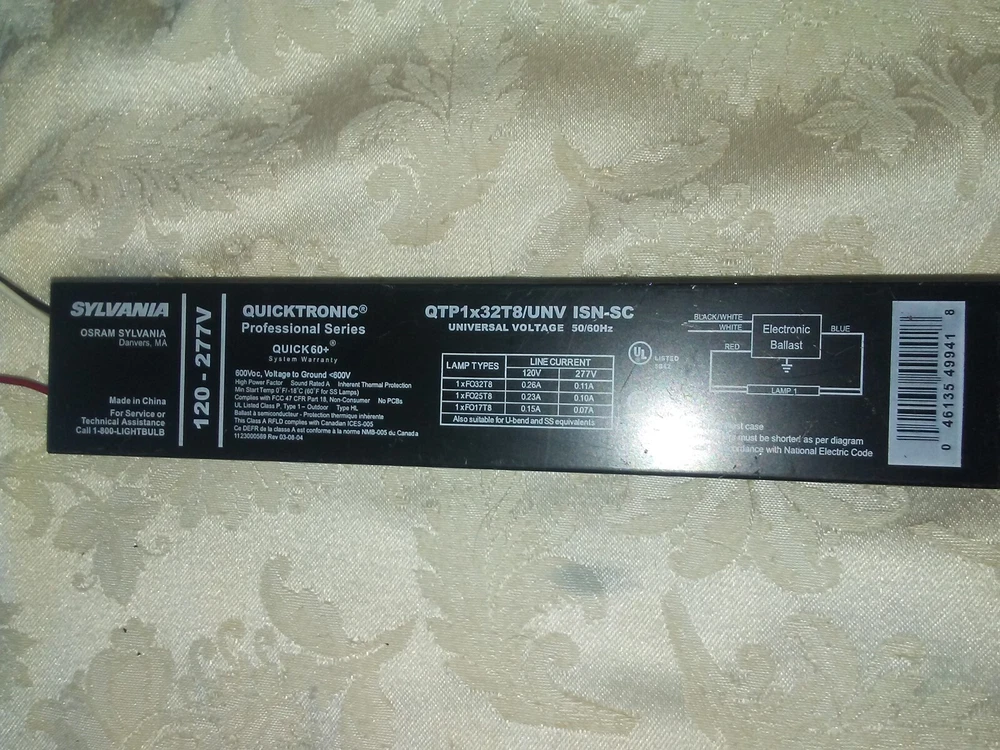 SYLVANIA
OSRAM SYLVANIA
Danvers, MA
Made in China
For Service or
Technical Assistance
Call 1-800-LIGHTBULB
120 - 277V
QUICKTRONIC®
Professional Series
QUICK 60+®
System Warranty
600Voc, Voltage to Ground <600V
High Power Factor Sound Rated A Inherent Thermal Protection
Min Start Temp 0°F/-18°C (60°F for SS Lamps)
Complies with FCC 47 CFR Part 18, Non-Consumer No PCBs
UL Listed Class P, Type 1 – Outdoor Type HL
Ballast à semiconducteur - Protection thermique inhérente
This Class A RFLD complies with Canadian ICES-005
Ce DEFR de la classe A est conforme à la norme NMB-005 du Canada
Rev 03-08-04
QTP1x32T8/UNV ISN-SC
UNIVERSAL VOLTAGE 50/60Hz
LAMP TYPES LINE CURRENT
120V 277V
1xFO32T8 0.26A 0.11A
1xFO25T8 0.23A 0.10A
1xFO17T8 0.15A 0.07A
Also suitable for U-bend and SS equivalents
UL LISTED
BLACK/WHITE
WHITE
RED
Electronic
Ballast
BLUE
LAMP 1
case
must be shorted as per diagram
with National Electric Code
0 46135 49941 8